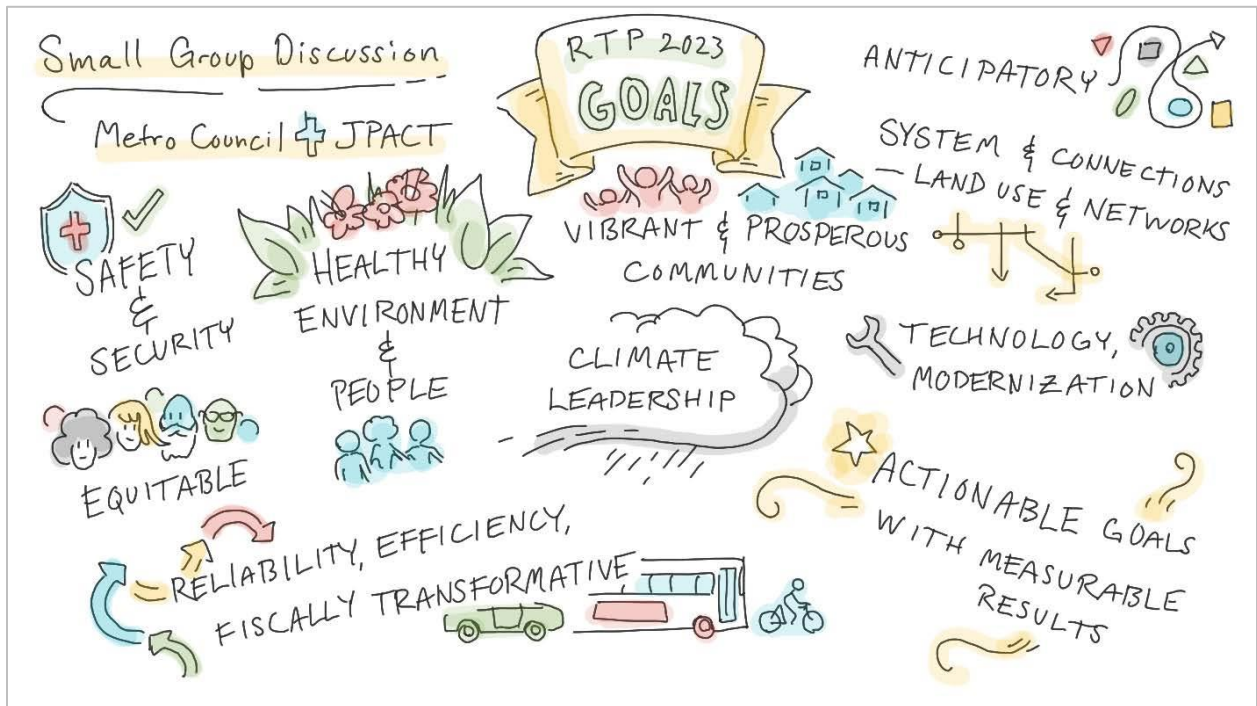 Small Group Discussion
Metro Council + JPACT
RTP 2023
GOALS
SAFETY
&
SECURITY
HEALTHY
ENVIRONMENT
&
PEOPLE
VIBRANT & PROSPEROUS
COMMUNITIES
ANTICIPATORY
SYSTEM & CONNECTIONS
— LAND USE & NETWORKS
CLIMATE
LEADERSHIP
TECHNOLOGY,
MODERNIZATION
EQUITABLE
RELIABILITY, EFFICIENCY,
FISCALLY TRANSFORMATIVE
ACTIONABLE GOALS
WITH MEASURABLE
RESULTS